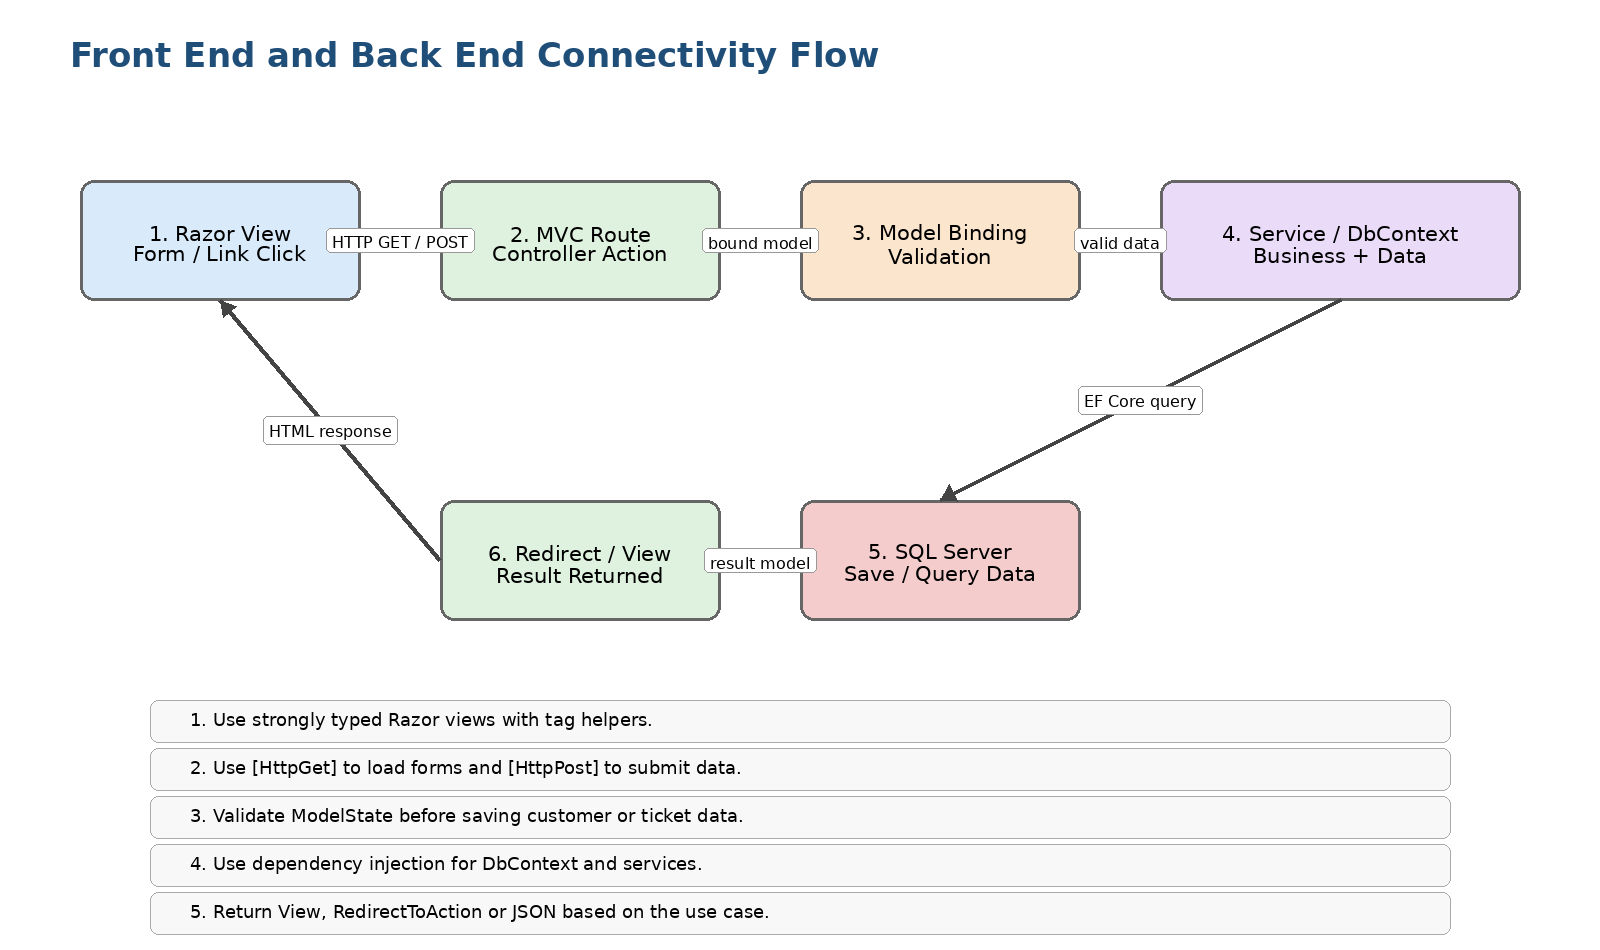 Front End and Back End Connectivity Flow
1. Razor View
Form / Link Click
HTTP GET / POST
2. MVC Route
Controller Action
bound model
3. Model Binding
Validation
valid data
4. Service / DbContext
Business + Data
EF Core query
5. SQL Server
Save / Query Data
result model
6. Redirect / View
Result Returned
HTML response
1. Use strongly typed Razor views with tag helpers.
2. Use [HttpGet] to load forms and [HttpPost] to submit data.
3. Validate ModelState before saving customer or ticket data.
4. Use dependency injection for DbContext and services.
5. Return View, RedirectToAction or JSON based on the use case.